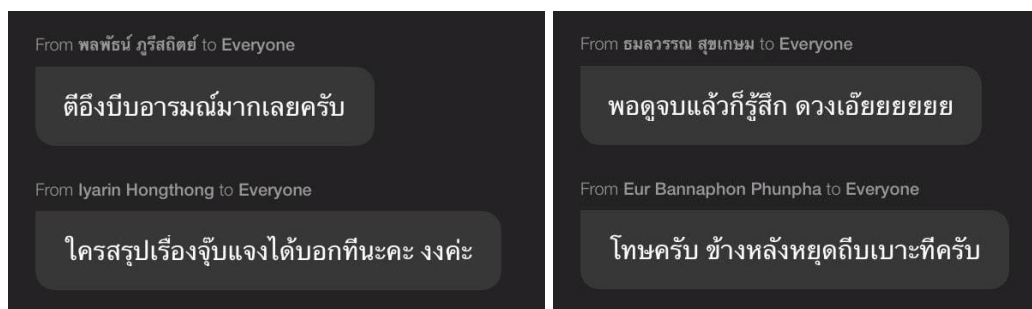 From พลพัธน์ ภูรีสถิตย์ to Everyone
ตีอึงบีบอารมณ์มากเลยครับ
From Iyarin Hongthong to Everyone
ใครสรุปเรื่องจุ๊บแจงได้บอกทีนะคะ งงค่ะ
From ธมลวรรณ สุขเกษม to Everyone
พอดูจบแล้วก็รู้สึก ดวงเอ๊ยยยยยย
From Eur Bannaphon Phunpha to Everyone
โทษครับ ข้างหลังหยุดถีบเบาะทีครับ